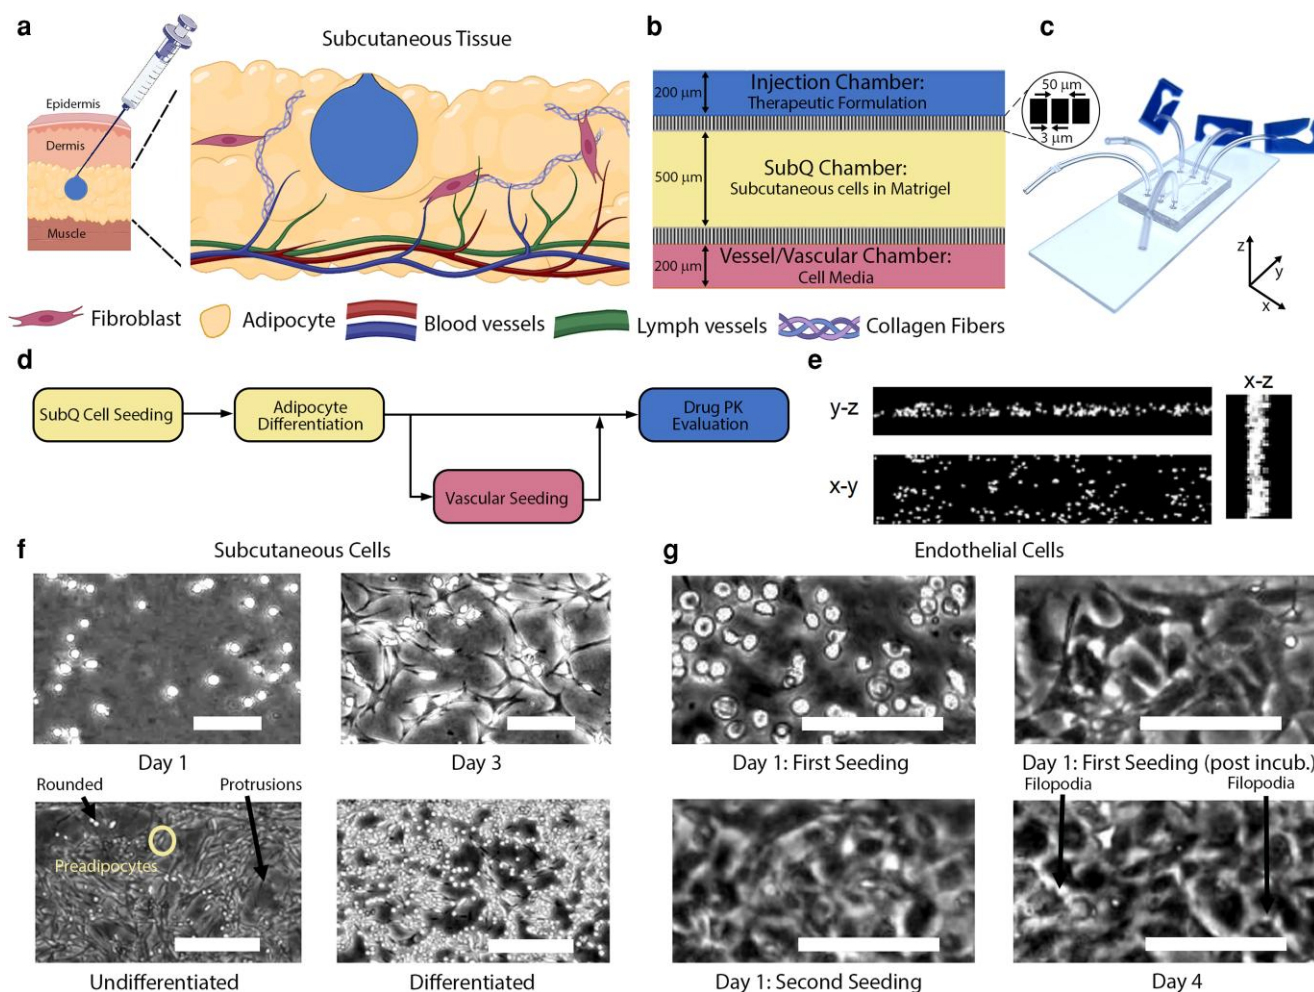 a
Subcutaneous Tissue
Epidermis
Dermis
Muscle
Fibroblast
Adipocyte
Blood vessels
Lymph vessels
Collagen Fibers
b
200 μm
Injection Chamber:
Therapeutic Formulation
50 μm
3 μm
500 μm
SubQ Chamber:
Subcutaneous cells in Matrigel
200 μm
Vessel/Vascular Chamber:
Cell Media
c
z
y
x
d
SubQ Cell Seeding
Adipocyte
Differentiation
Vascular Seeding
Drug PK
Evaluation
e
y-z
x-y
x-z
f
Subcutaneous Cells
Day 1
Day 3
Rounded
Protrusions
Preadipocytes
Undifferentiated
Differentiated
g
Endothelial Cells
Day 1: First Seeding
Day 1: First Seeding (post incub.)
Filopodia
Filopodia
Day 1: Second Seeding
Day 4